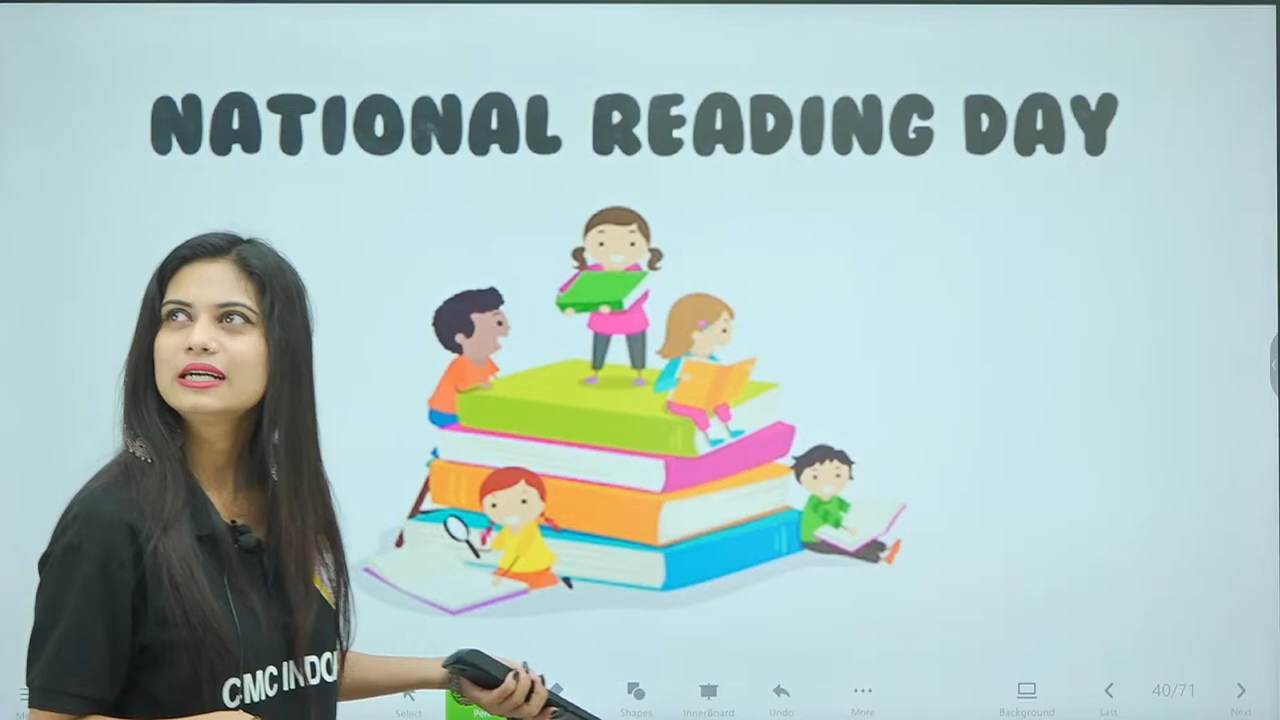 NATIONAL READING DAY
CMC INDO
Select
Shapes
InnerBoard
Undo
More
Background
Last
40/71
Next